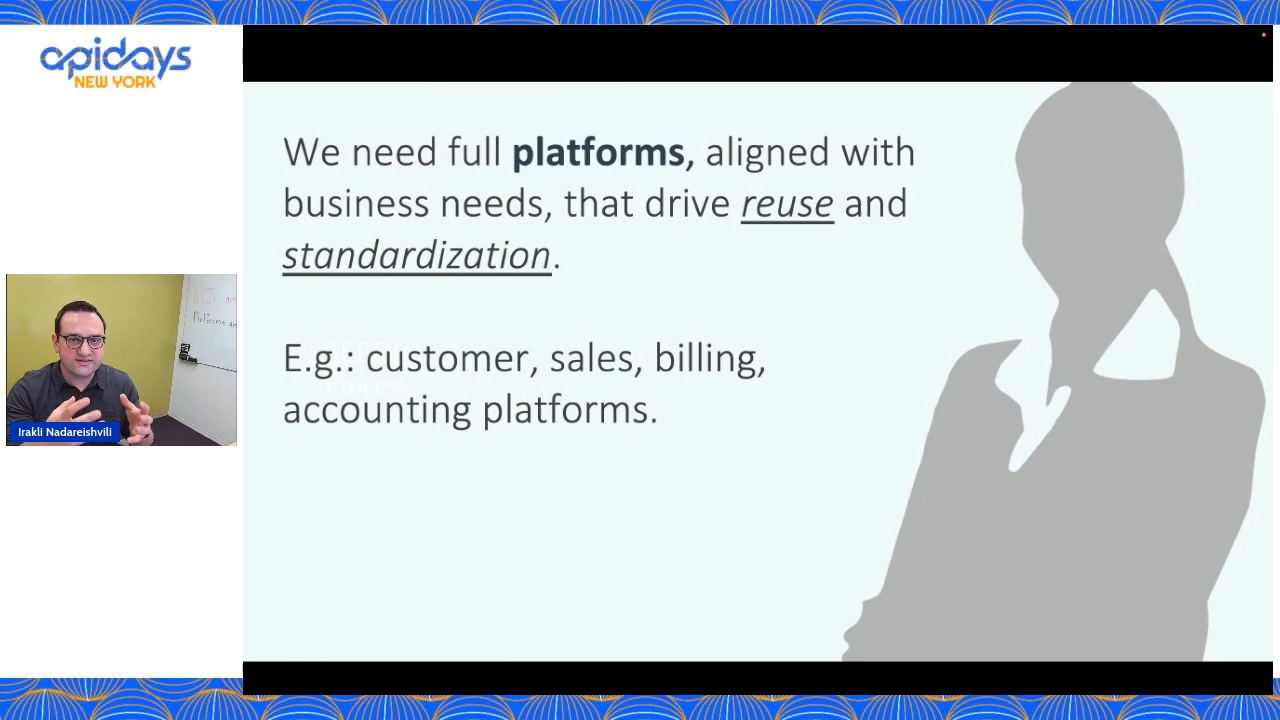 apidays
NEW YORK
We need full platforms, aligned with
business needs, that drive reuse and
standardization.
E.g.: customer, sales, billing,
accounting platforms.
Irakli Nadareishvili